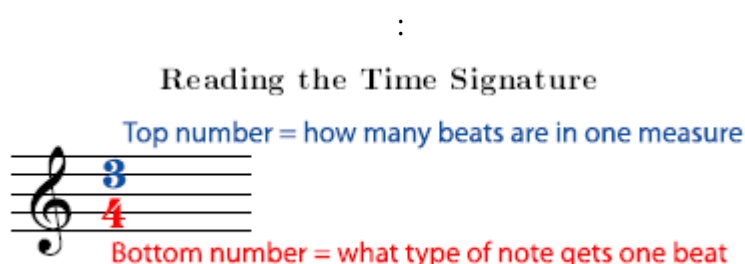 :
Reading the Time Signature
Top number = how many beats are in one measure
3
4
Bottom number = what type of note gets one beat